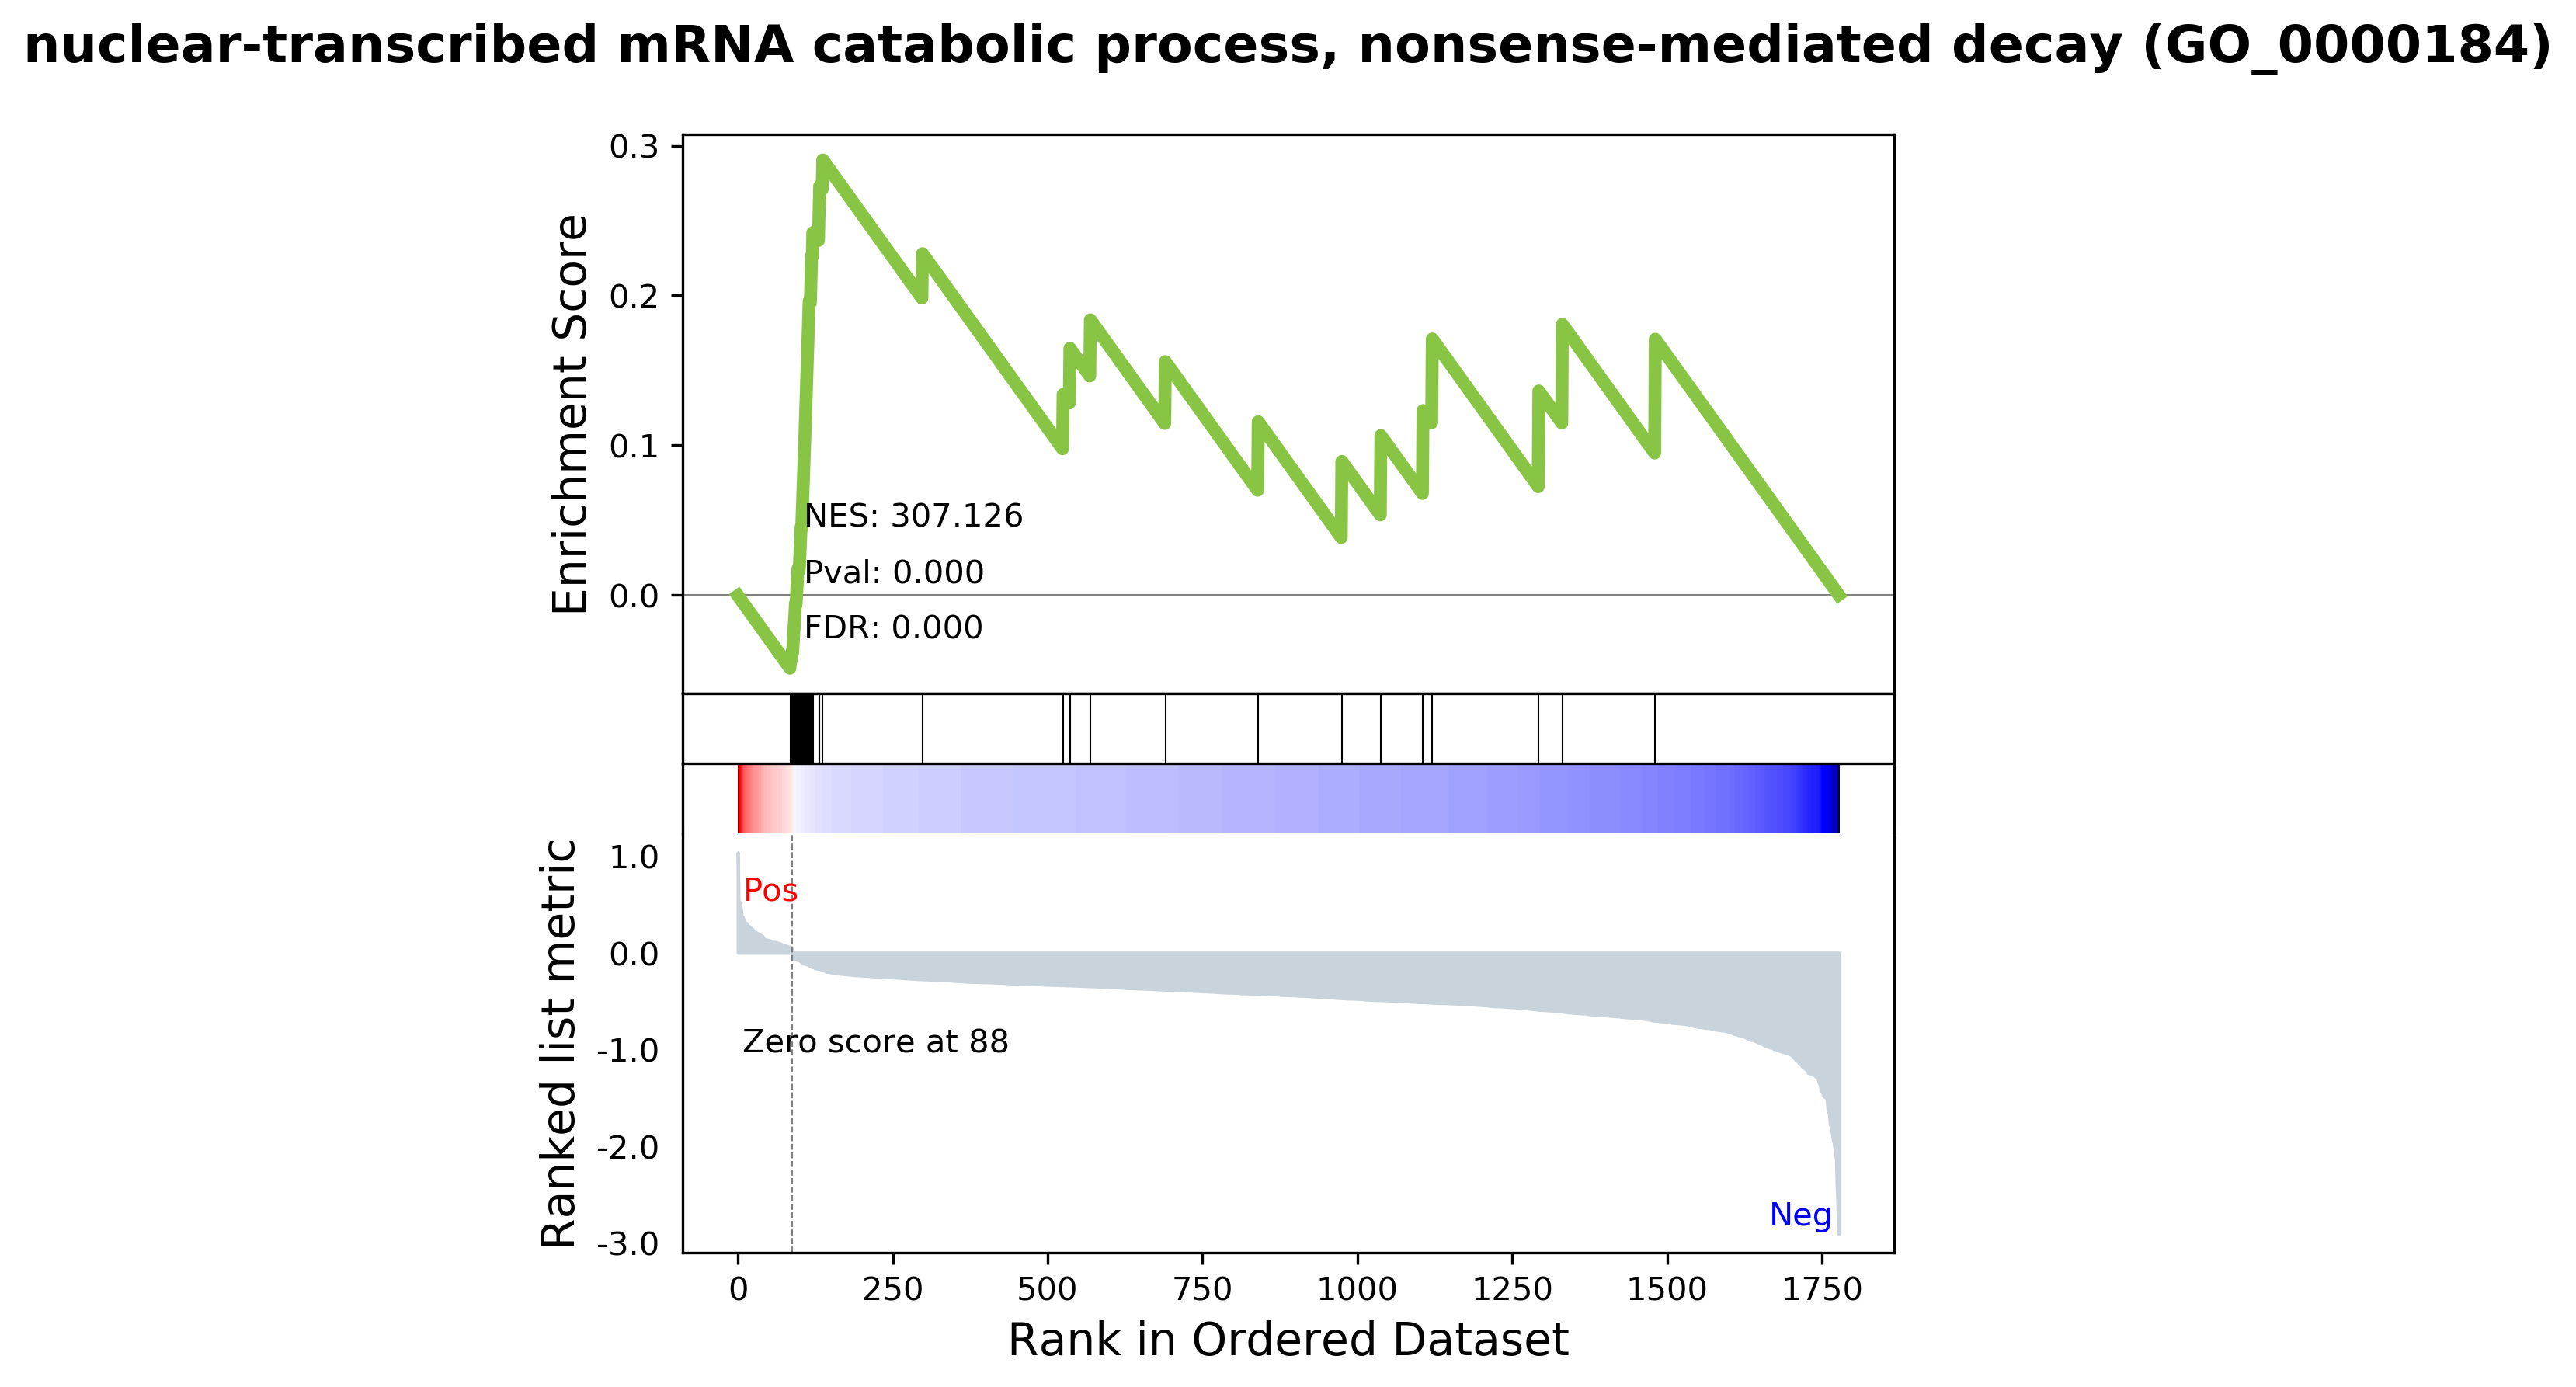 nuclear-transcribed mRNA catabolic process, nonsense-mediated decay (GO_0000184)
Enrichment Score
0.3
0.2
0.1
0.0
NES: 307.126
Pval: 0.000
FDR: 0.000
Ranked list metric
1.0
0.0
-1.0
-2.0
-3.0
Pos
Zero score at 88
Neg
0 250 500 750 1000 1250 1500 1750
Rank in Ordered Dataset